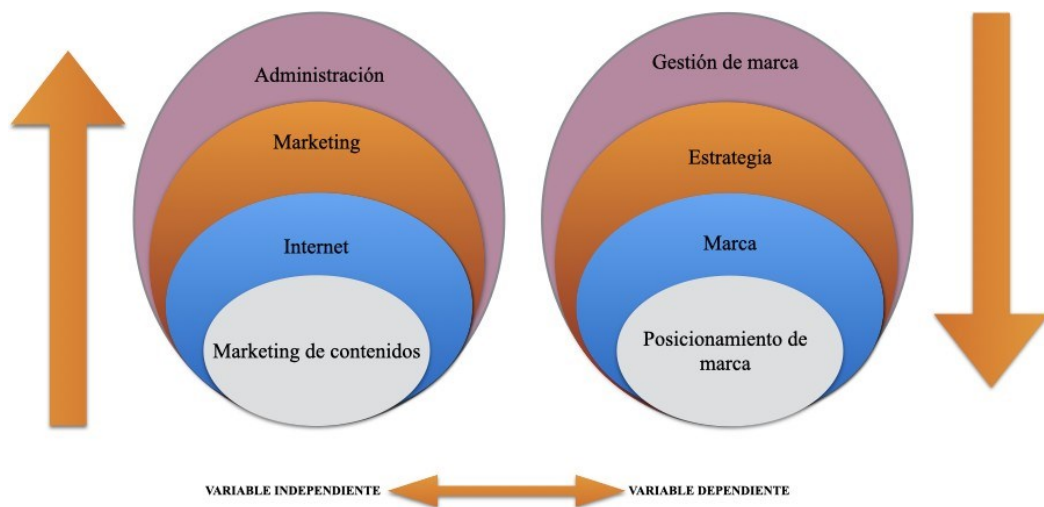 Administración
Marketing
Internet
Marketing de contenidos
Gestión de marca
Estrategia
Marca
Posicionamiento de
marca
VARIABLE INDEPENDIENTE
VARIABLE DEPENDIENTE